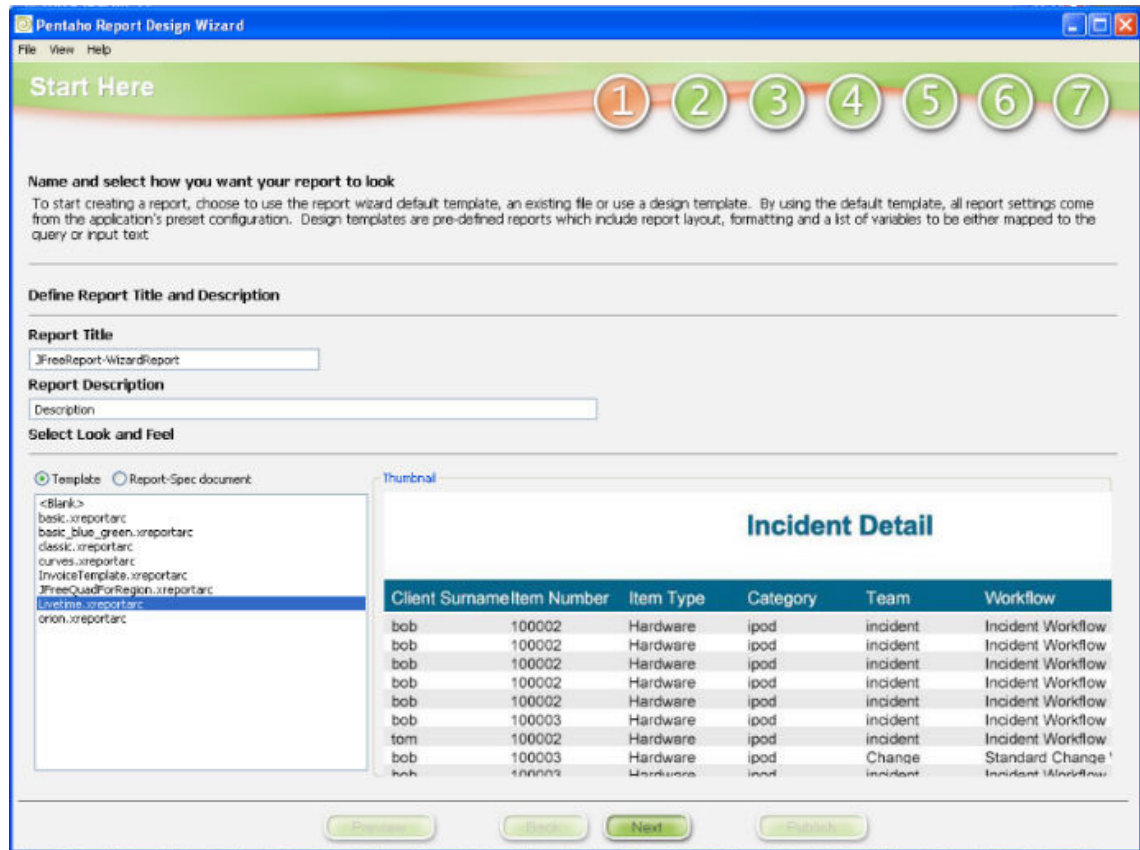 Pentaho Report Design Wizard
File View Help
Start Here
1 2 3 4 5 6 7
Name and select how you want your report to look
To start creating a report, choose to use the report wizard default template, an existing file or use a design template. By using the default template, all report settings come
from the application's preset configuration. Design templates are pre-defined reports which include report layout, formatting and a list of variables to be either mapped to the
query or input text
Define Report Title and Description
Report Title
JFreeReport-WizardReport
Report Description
Description
Select Look and Feel
Template Report-Spec document
<Blank>
basic.xreportarc
basic_blue_green.xreportarc
classic.xreportarc
curves.xreportarc
InvoiceTemplate.xreportarc
JFreeQuadForRegion.xreportarc
Livetime.xreportarc
orion.xreportarc
Thumbnail
Incident Detail
Client Surname Item Number Item Type Category Team Workflow
bob 100002 Hardware ipod incident Incident Workflow
bob 100002 Hardware ipod incident Incident Workflow
bob 100002 Hardware ipod incident Incident Workflow
bob 100002 Hardware ipod incident Incident Workflow
bob 100002 Hardware ipod incident Incident Workflow
bob 100003 Hardware ipod incident Incident Workflow
tom 100002 Hardware ipod incident Incident Workflow
bob 100003 Hardware ipod Change Standard Change
bob 100003 Hardware ipod incident Incident Workflow
Preview Back Next Publish